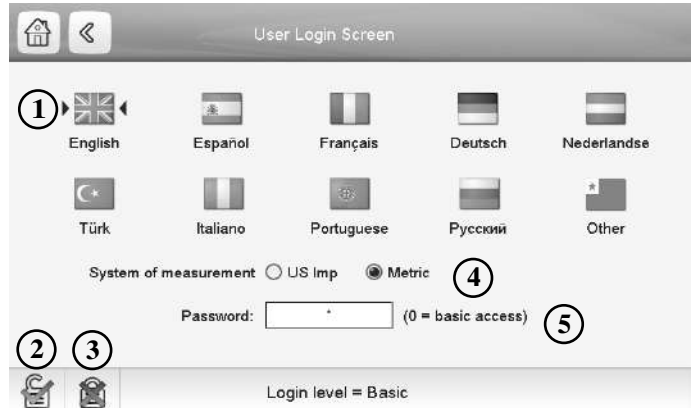 User Login Screen
1
English Español Français Deutsch Nederlandse
Türk Italiano Portuguese Русский Other
System of measurement US Imp Metric 4
Password: * (0 = basic access) 5
2 3
Login level = Basic